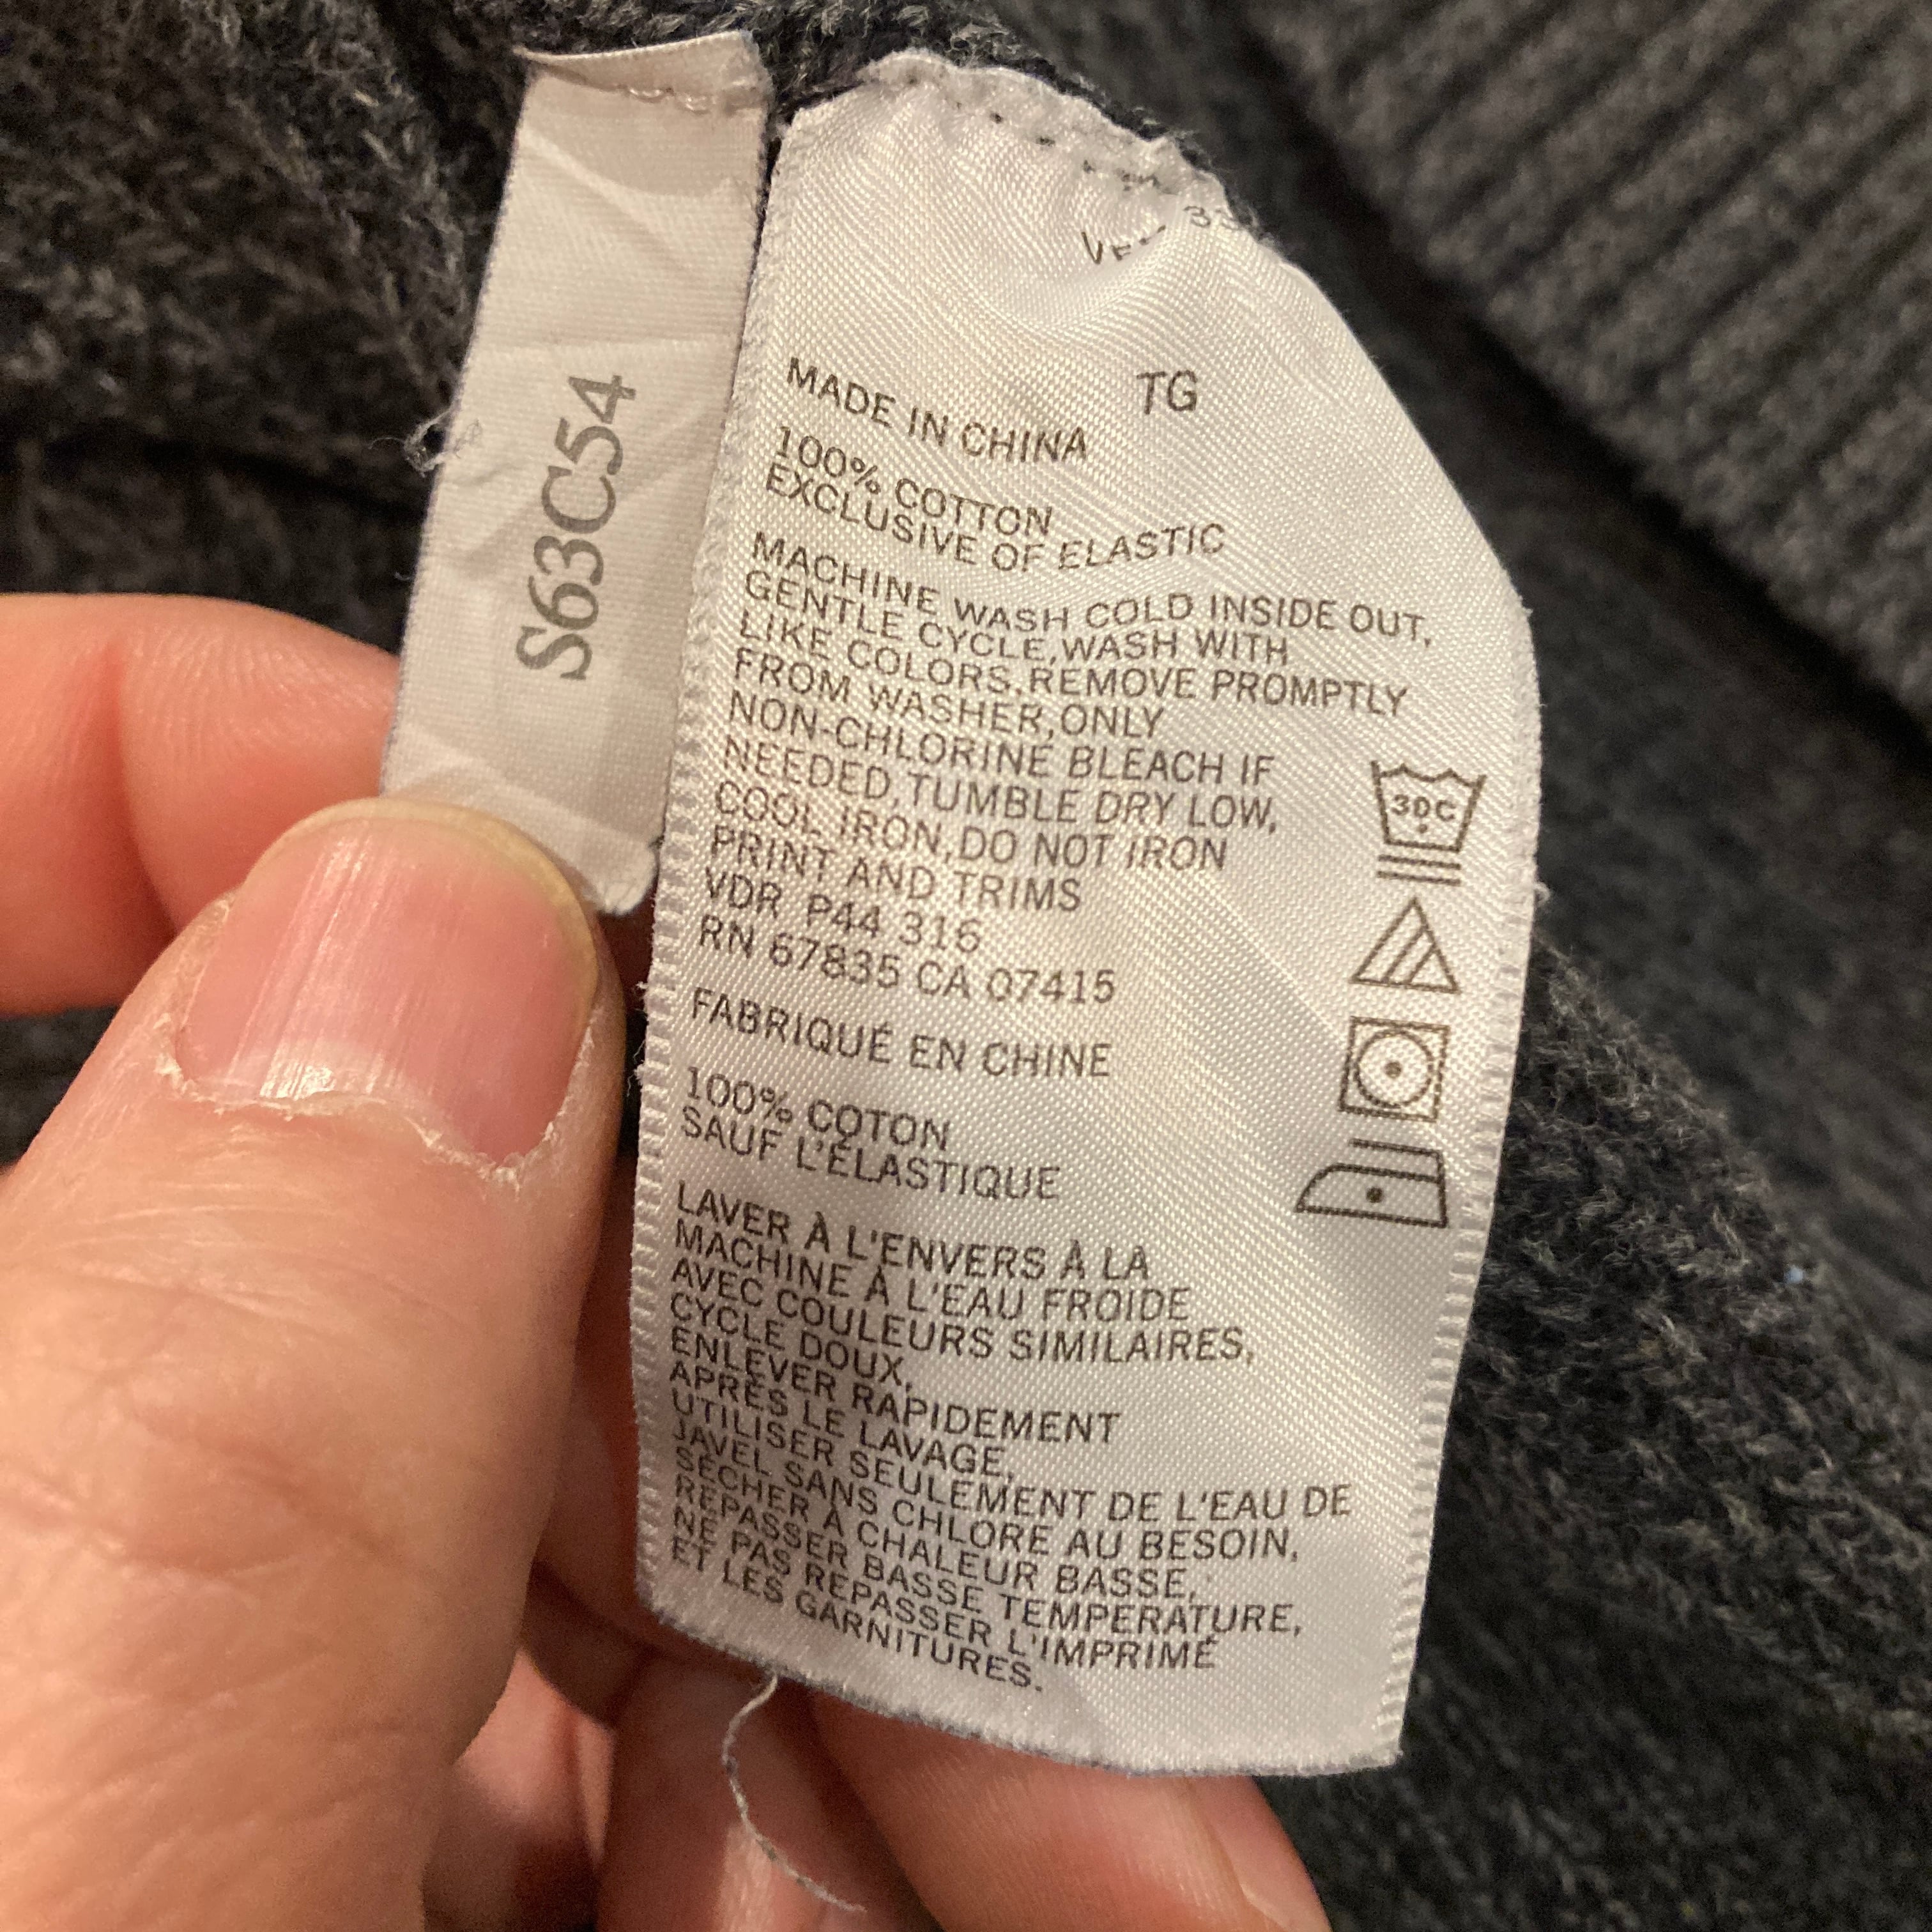 S63C54
TG
MADE IN CHINA
100% COTTON
EXCLUSIVE OF ELASTIC
MACHINE WASH COLD INSIDE OUT,
GENTLE CYCLE,WASH WITH
LIKE COLORS,REMOVE PROMPTLY
FROM WASHER,ONLY
NON-CHLORINE BLEACH IF
NEEDED,TUMBLE DRY LOW,
COOL IRON,DO NOT IRON
PRINT AND TRIMS
VDR P44 316
RN 67835 CA 07415
30C
FABRIQUÉ EN CHINE
100% COTON
SAUF L'ÉLASTIQUE
LAVER À L'ENVERS À LA
MACHINE À L'EAU FROIDE
AVEC COULEURS SIMILAIRES,
CYCLE DOUX,
ENLEVER RAPIDEMENT
APRÈS LE LAVAGE,
UTILISER SEULEMENT DE L'EAU DE
JAVEL SANS CHLORE AU BESOIN,
SÉCHER À CHALEUR BASSE,
REPASSER BASSE TEMPÉRATURE,
NE PAS REPASSER L'IMPRIMÉ
ET LES GARNITURES.